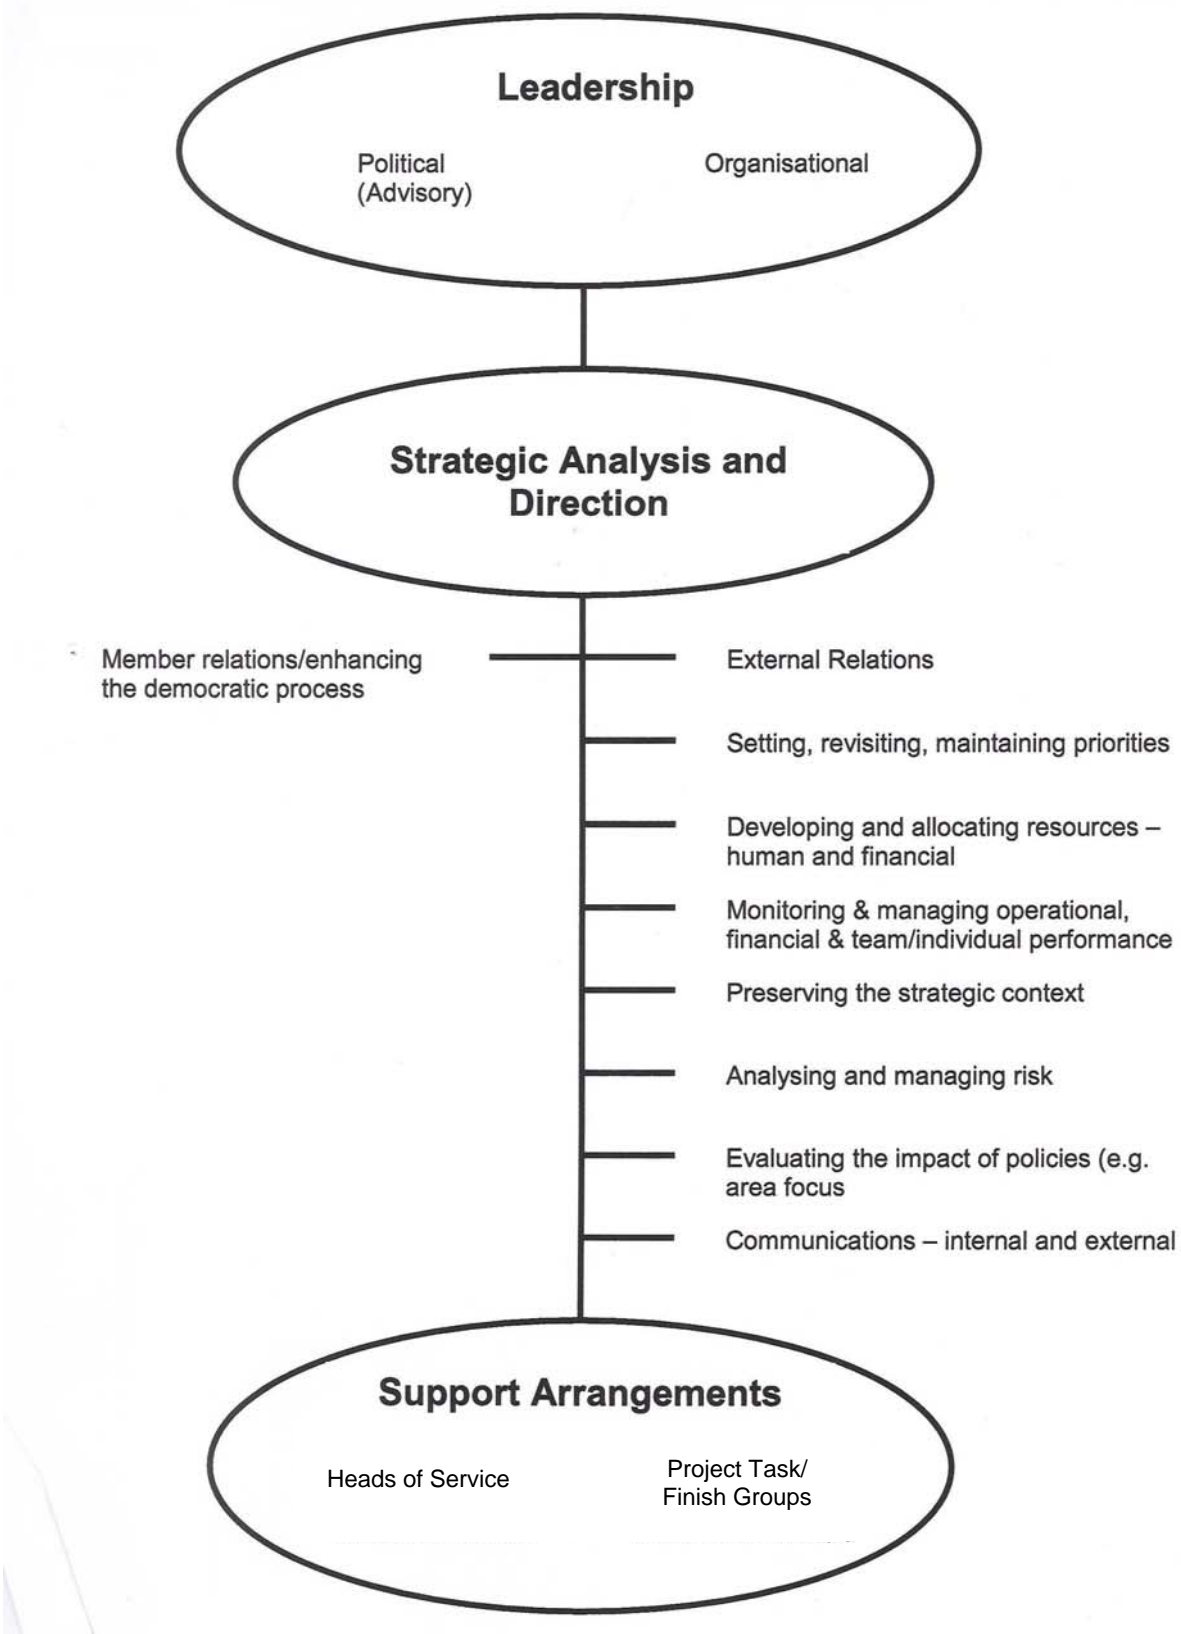 Leadership
Political
(Advisory)
Organisational
Strategic Analysis and
Direction
Member relations/enhancing
the democratic process
External Relations
Setting, revisiting, maintaining priorities
Developing and allocating resources –
human and financial
Monitoring & managing operational,
financial & team/individual performance
Preserving the strategic context
Analysing and managing risk
Evaluating the impact of policies (e.g.
area focus
Communications – internal and external
Support Arrangements
Heads of Service
Project Task/
Finish Groups